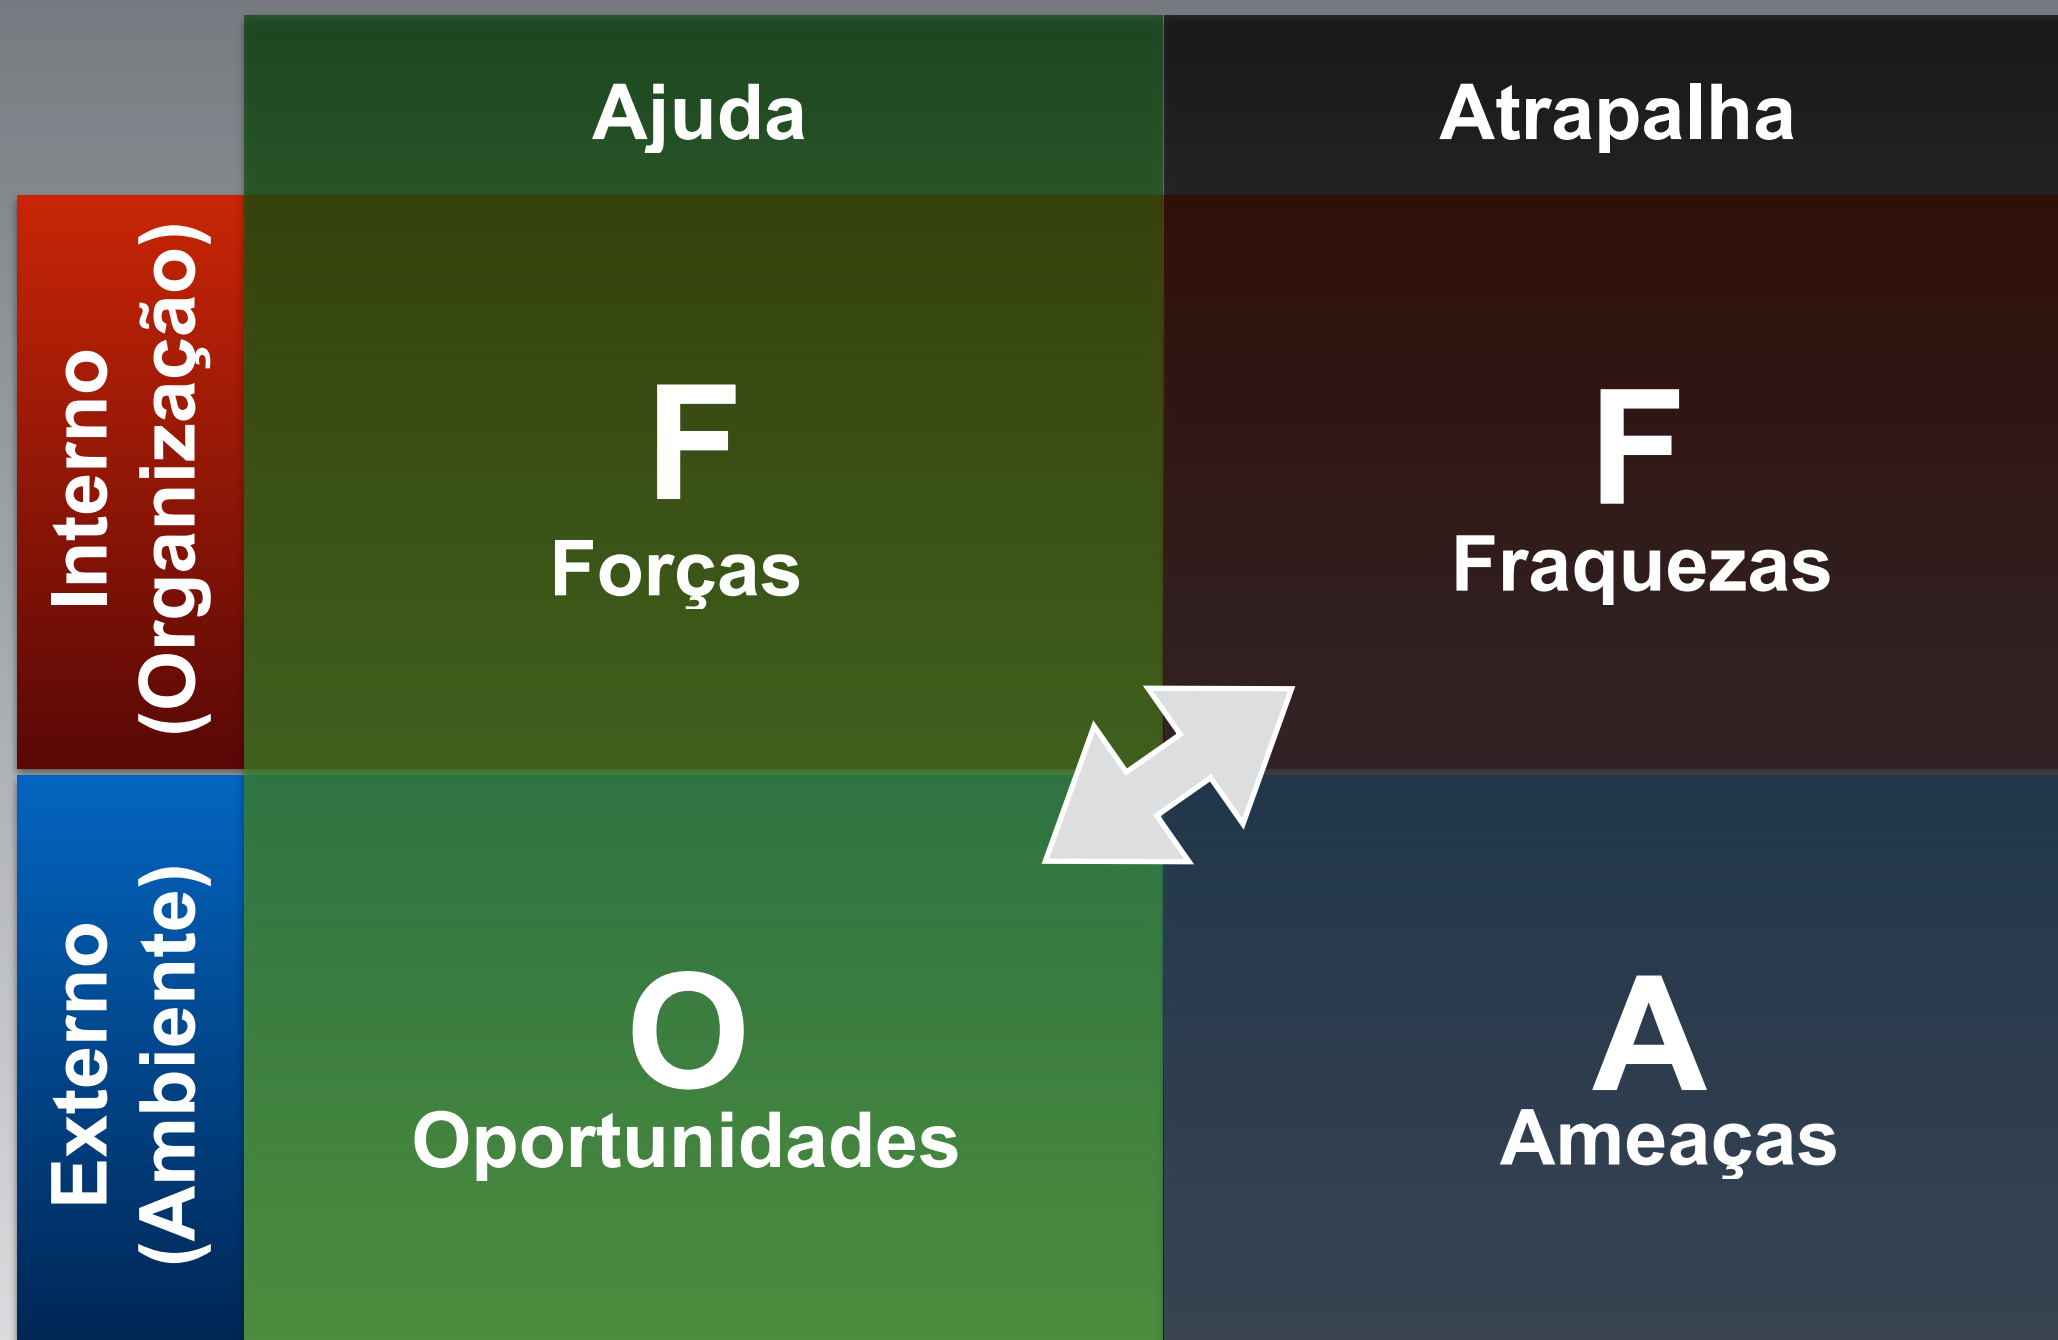 Ajuda
Atrapalha
Interno
(Organização)
F
Forças
F
Fraquezas
Externo
(Ambiente)
O
Oportunidades
A
Ameaças